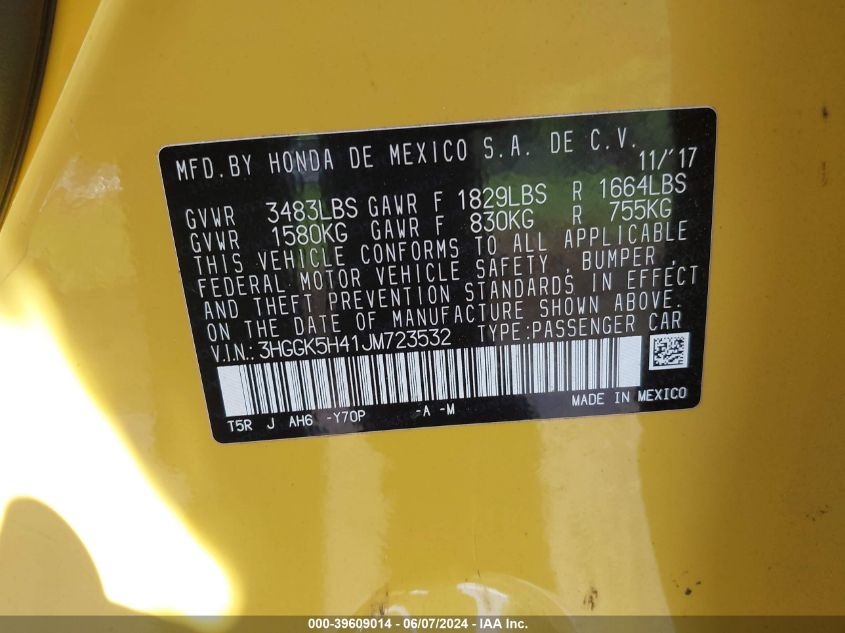 MFD.BY HONDA DE MEXICO S.A. DE C.V.
11/'17
GVWR 3483LBS GAWR F 1829LBS R 1664LBS
GVWR 1580KG GAWR F 830KG R 755KG
THIS VEHICLE CONFORMS TO ALL APPLICABLE
FEDERAL MOTOR VEHICLE SAFETY , BUMPER ,
AND THEFT PREVENTION STANDARDS IN EFFECT
ON THE DATE OF MANUFACTURE SHOWN ABOVE.
V.I.N.: 3HGGK5H41JM723532 TYPE:PASSENGER CAR
T5R J AH6 -Y70P -A -M MADE IN MEXICO
000-39609014 - 06/07/2024 - IAA Inc.